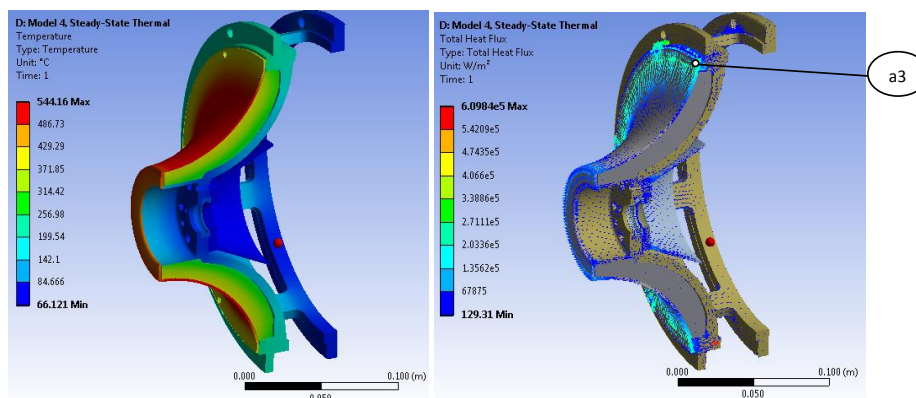 D: Model 4, Steady-State Thermal
Temperature
Type: Temperature
Unit: °C
Time: 1
544.16 Max
486.73
429.29
371.85
314.42
256.98
199.54
142.1
84.666
66.121 Min
0.000
0.100 (m)
0.050
D: Model 4, Steady-State Thermal
Total Heat Flux
Type: Total Heat Flux
Unit: W/m²
Time: 1
6.0984e5 Max
5.4209e5
4.7435e5
4.066e5
3.3886e5
2.7111e5
2.0336e5
1.3562e5
67875
129.31 Min
0.000
0.100 (m)
0.050
a3